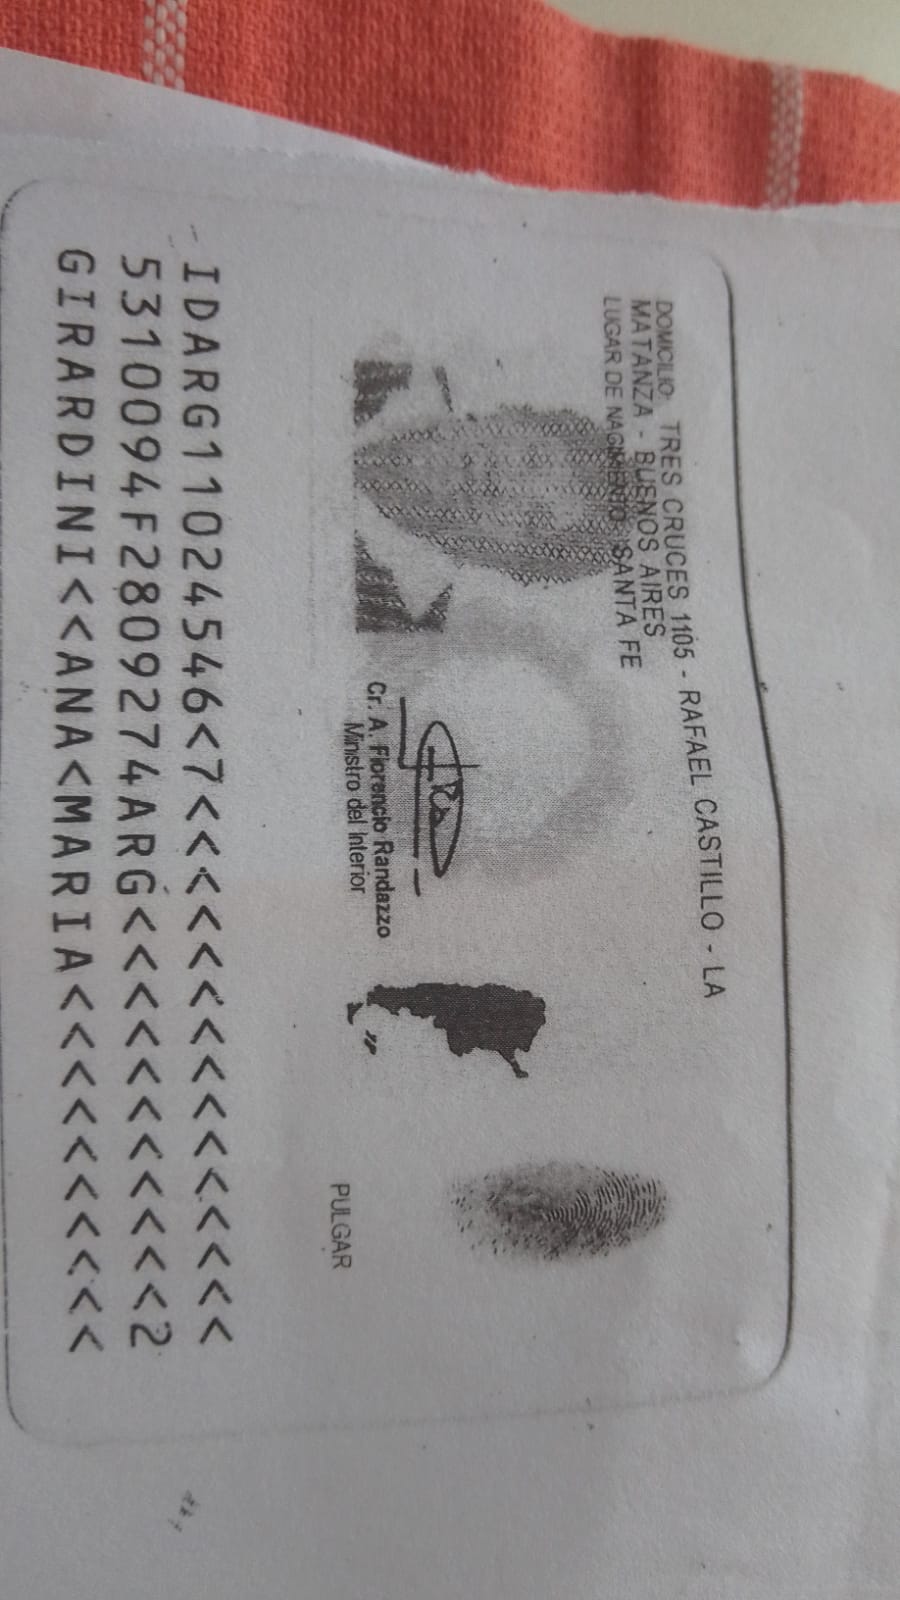 DOMICILIO: TRES CRUCES 1105 - RAFAEL CASTILLO - LA
MATANZA - BUENOS AIRES
LUGAR DE NACIMIENTO: SANTA FE
Cr. A. Florencio Randazzo
Ministro del Interior
PULGAR
IDARG11024546<7<<<<<<<<<<<<<<<
5310094F2809274ARG<<<<<<<<<<<2
GIRARDINI<<ANA<MARIA<<<<<<<<<<